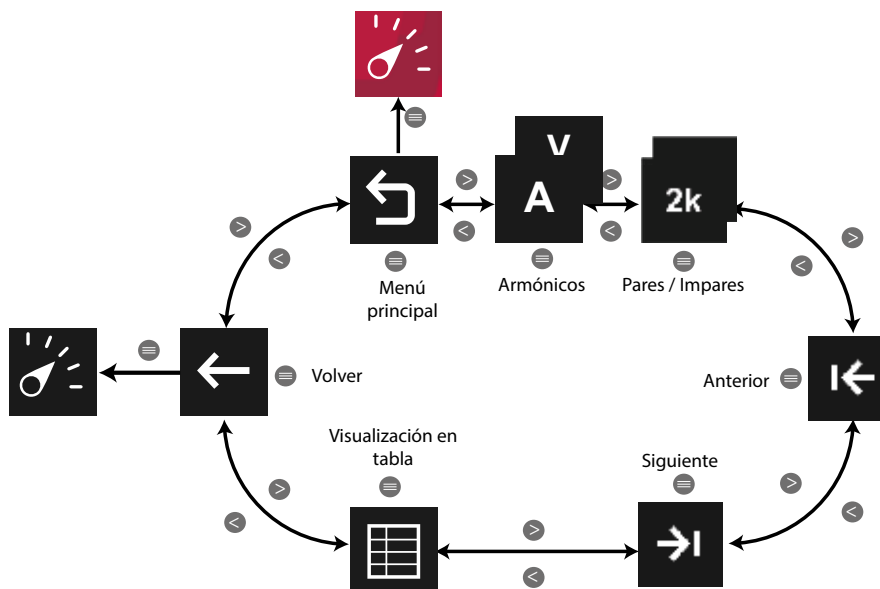 V
A
2k
>
>
<
<
Menú
principal
Armónicos
Pares / Impares
>
<
>
<
Volver
Anterior
Visualización en
tabla
Siguiente
>
<
>
<
>
<